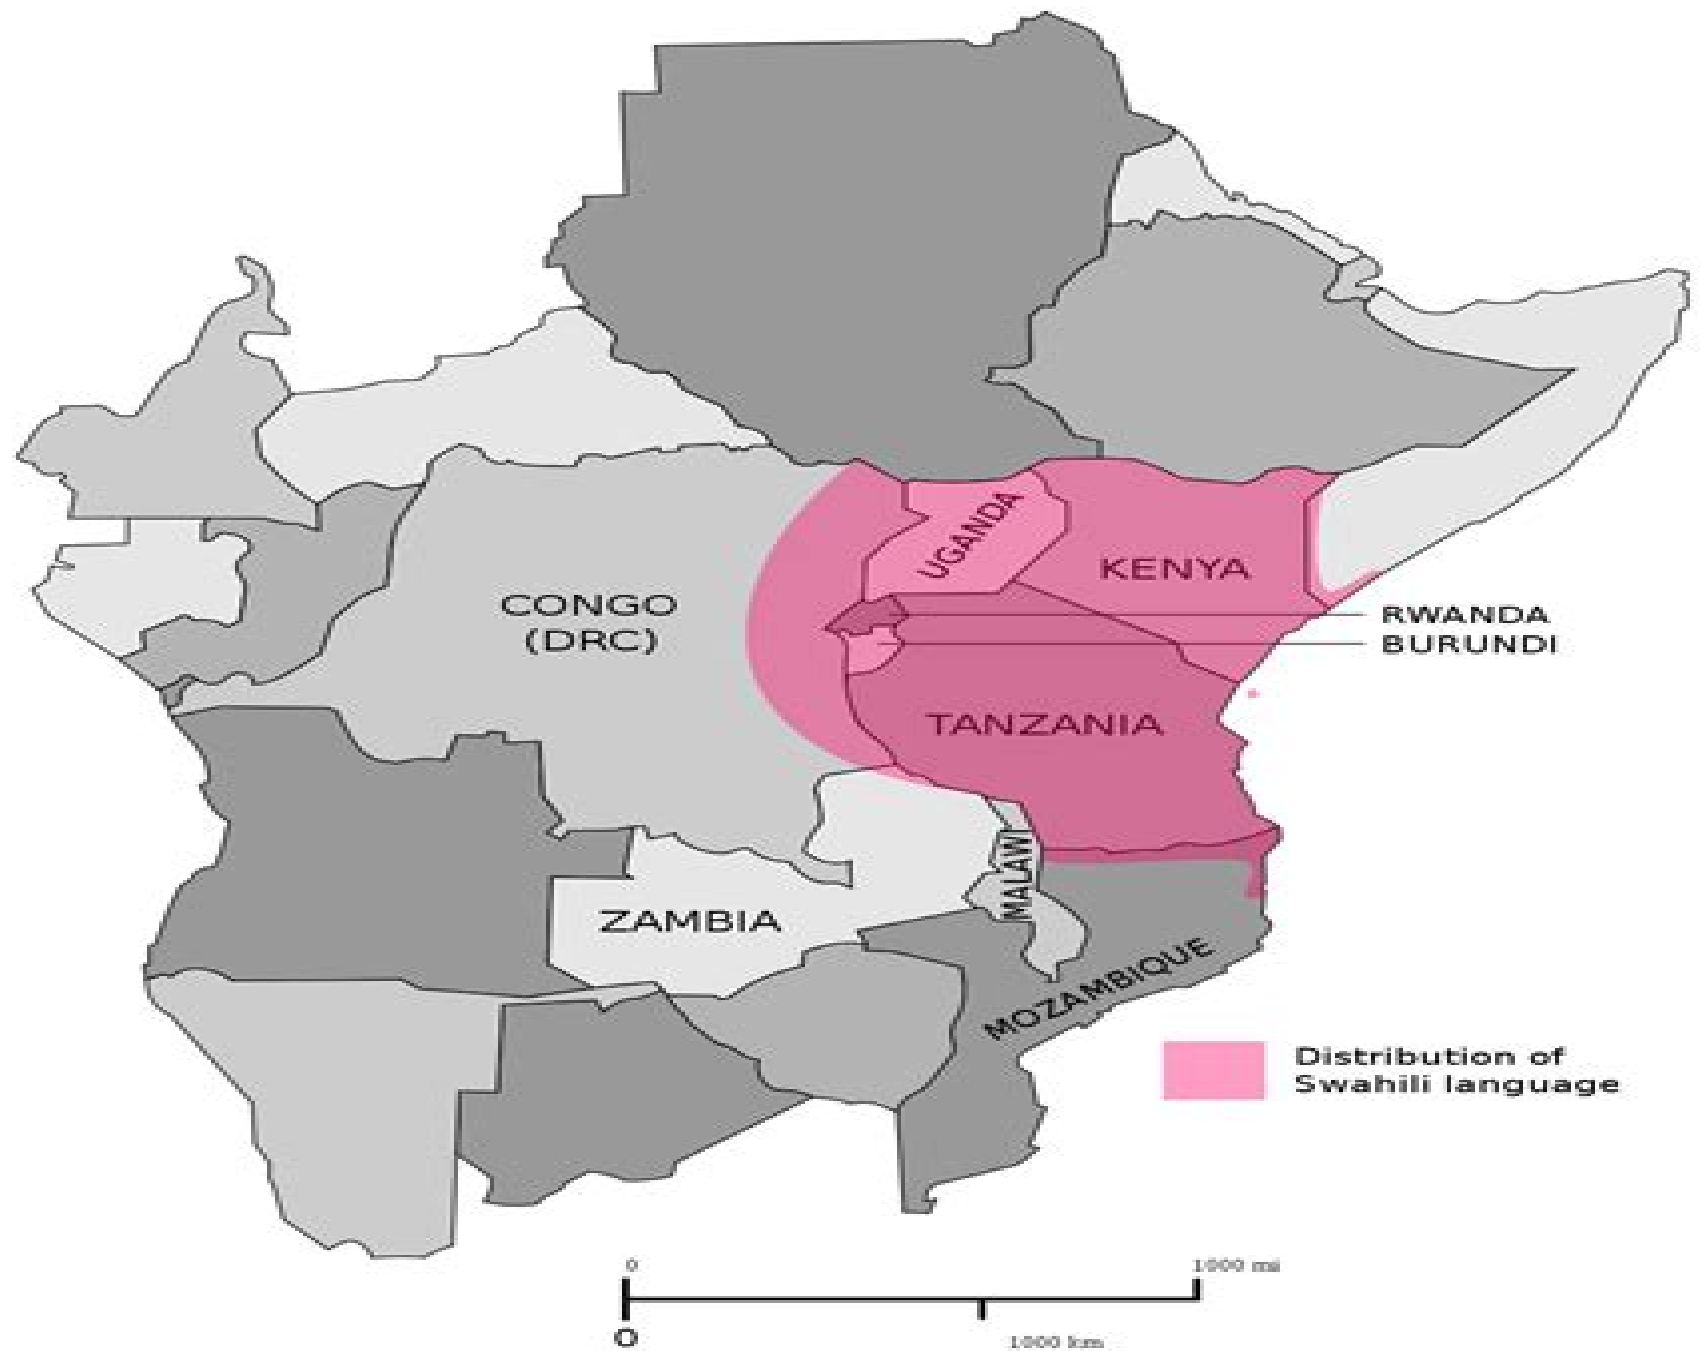 UGANDA
KENYA
CONGO
(DRC)
RWANDA
BURUNDI
TANZANIA
MALAWI
ZAMBIA
MOZAMBIQUE
Distribution of
Swahili language
0
1000 mi
0
1000 km